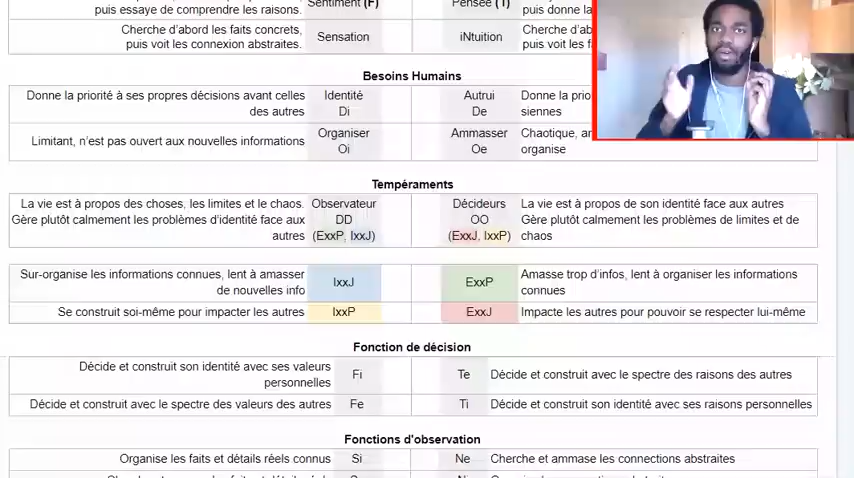 Sentiment (F) Pensée (T)
puis essaye de comprendre les raisons. puis donne la
Cherche d'abord les faits concrets, puis voit les connexion abstraites. Sensation iNtuition Cherche d'ab
puis voit les f
Besoins Humains
Donne la priorité à ses propres décisions avant celles des autres
Identité
Di
Autrui
De
Donne la prio
siennes
Limitant, n'est pas ouvert aux nouvelles informations
Organiser
Oi
Ammasser
Oe
Chaotique, am
organise
Tempéraments
La vie est à propos des choses, les limites et le chaos.
Gère plutôt calmement les problèmes d'identité face aux
autres
Observateur
DD
(ExxP, IxxJ)
Décideurs
OO
(ExxJ, IxxP)
La vie est à propos de son identité face aux autres
Gère plutôt calmement les problèmes de limites et de
chaos
Sur-organise les informations connues, lent à amasser
de nouvelles info
IxxJ
ExxP
Amasse trop d'infos, lent à organiser les informations
connues
Se construit soi-même pour impacter les autres
IxxP
ExxJ
Impacte les autres pour pouvoir se respecter lui-même
Fonction de décision
Décide et construit son identité avec ses valeurs
personnelles
Fi
Te
Décide et construit avec le spectre des raisons des autres
Décide et construit avec le spectre des valeurs des autres
Fe
Ti
Décide et construit son identité avec ses raisons personnelles
Fonctions d'observation
Organise les faits et détails réels connus
Si
Ne
Cherche et ammase les connections abstraites